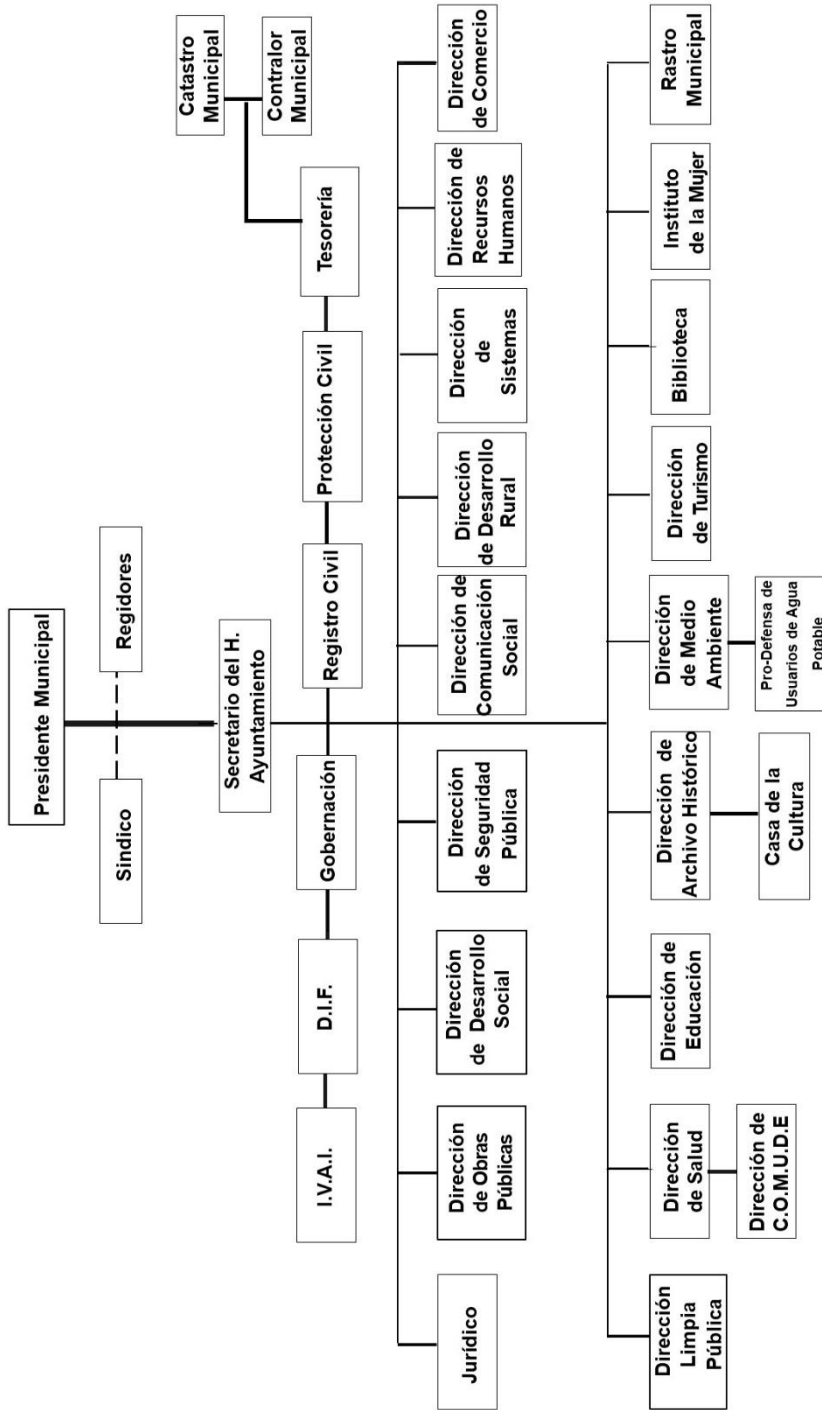 Presidente Municipal
Sindico
Regidores
Secretario del H.
Ayuntamiento
Catastro
Municipal
Contralor
Municipal
I.V.A.I.
D.I.F.
Gobernación
Registro Civil
Protección Civil
Tesorería
Jurídico
Dirección
de Obras
Públicas
Dirección
de Desarrollo
Social
Dirección
de Seguridad
Pública
Dirección de
Comunicación
Social
Dirección
de Desarrollo
Rural
Dirección
de
Sistemas
Dirección de
Recursos
Humanos
Dirección
de Comercio
Dirección
Limpia
Pública
Dirección
de Salud
Dirección de
C.O.M.U.D.E
Dirección de
Educación
Dirección de
Archivo Histórico
Casa de la
Cultura
Dirección
de Medio
Ambiente
Pro-Defensa de
Usuarios de Agua
Potable
Dirección
de Turismo
Biblioteca
Instituto
de la Mujer
Rastro
Municipal